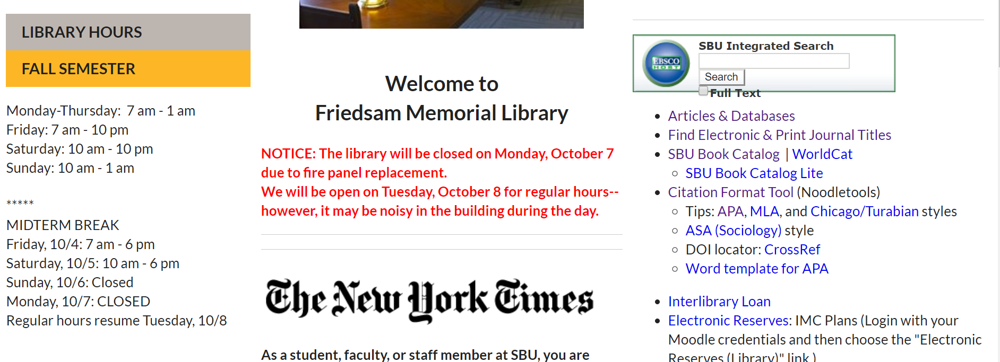 LIBRARY HOURS
FALL SEMESTER
Monday-Thursday:  7 am - 1 am
Friday: 7 am - 10 pm
Saturday: 10 am - 10 pm
Sunday: 10 am - 1 am
*****
MIDTERM BREAK
Friday, 10/4: 7 am - 6 pm
Saturday, 10/5: 10 am - 6 pm
Sunday, 10/6: Closed
Monday, 10/7: CLOSED
Regular hours resume Tuesday, 10/8
Welcome to
Friedsam Memorial Library
NOTICE: The library will be closed on Monday, October 7
due to fire panel replacement.
We will be open on Tuesday, October 8 for regular hours--
however, it may be noisy in the building during the day.
The New York Times
As a student, faculty, or staff member at SBU, you are
EBSCO
HOST
SBU Integrated Search
Search
Full Text
Articles & Databases
Find Electronic & Print Journal Titles
SBU Book Catalog | WorldCat
SBU Book Catalog Lite
Citation Format Tool (Noodletools)
Tips: APA, MLA, and Chicago/Turabian styles
ASA (Sociology) style
DOI locator: CrossRef
Word template for APA
Interlibrary Loan
Electronic Reserves: IMC Plans (Login with your
Moodle credentials and then choose the "Electronic
Reserves (Library)" link.)